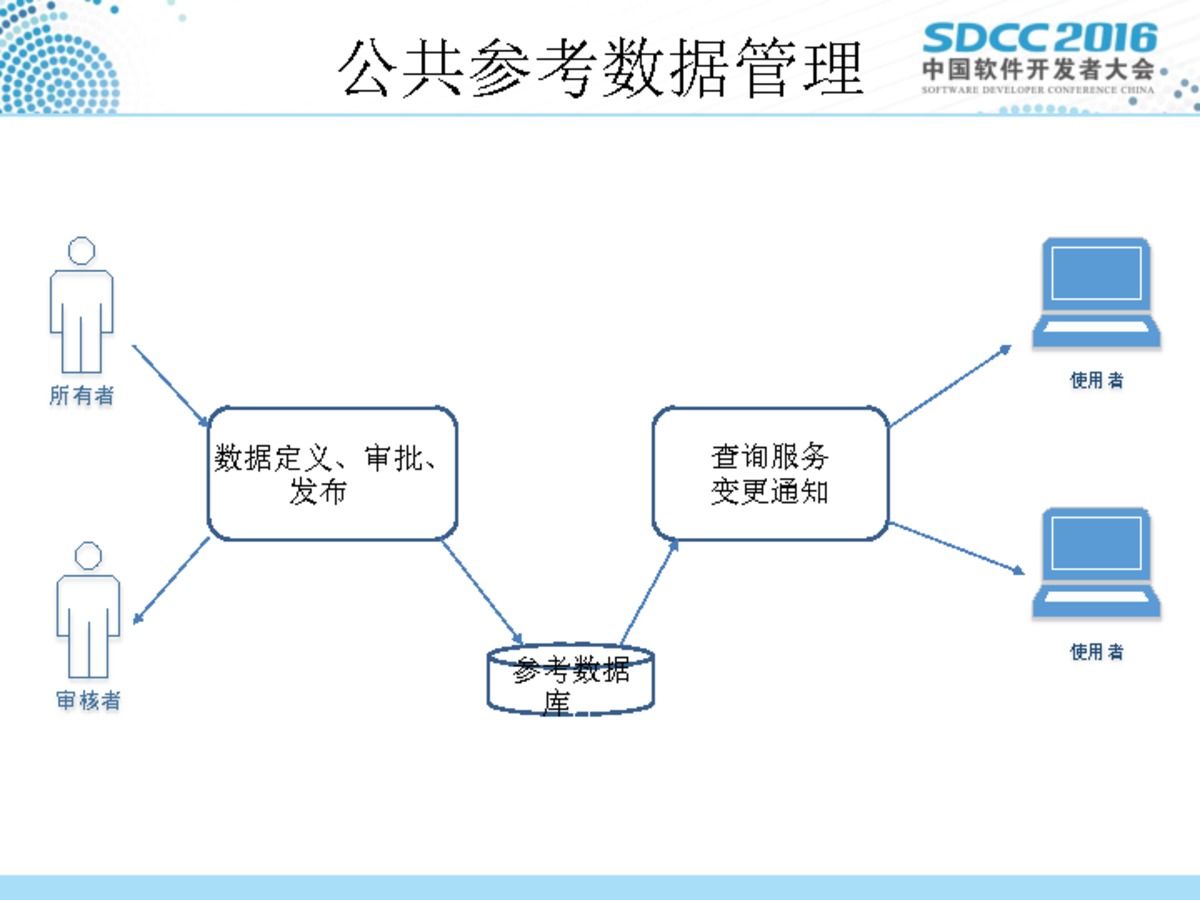 公共参考数据管理
SDCC 2016
中国软件开发者大会
SOFTWARE DEVELOPER CONFERENCE CHINA
所有者
数据定义、审批、
发布
审核者
参考数据
库
查询服务
变更通知
使用者
使用者